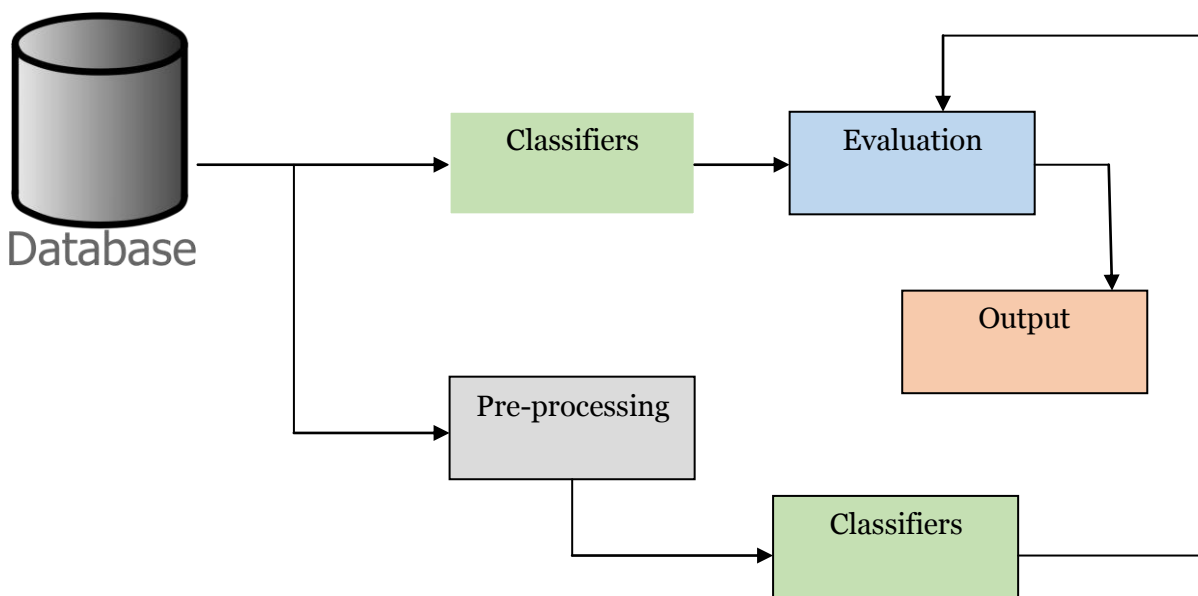 Classifiers
Evaluation
Database
Output
Pre-processing
Classifiers